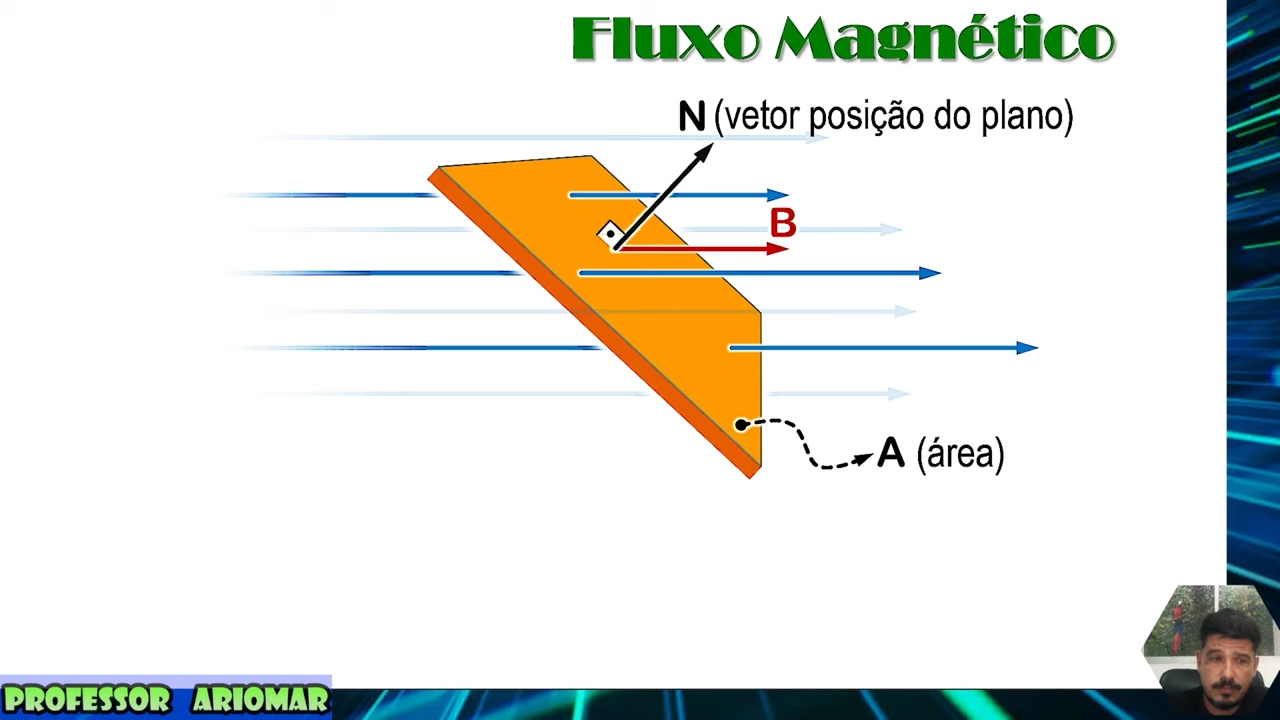 Fluxo Magnético
N (vetor posição do plano)
B
A (área)
PROFESSOR ARIOMAR